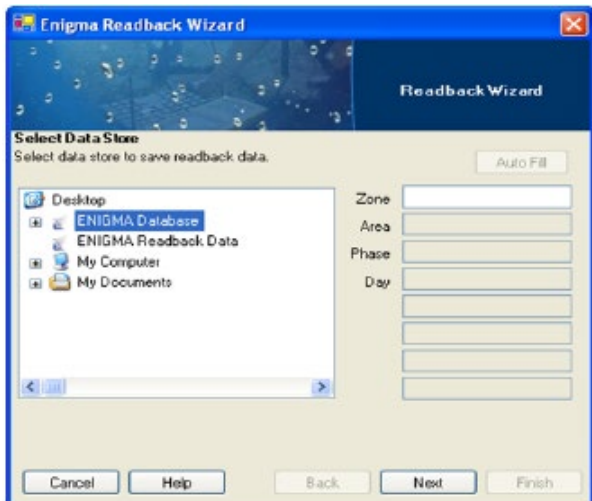 Enigma Readback Wizard
Readback Wizard
Select Data Store
Select data store to save readback data.
Auto Fill
Desktop
ENIGMA Database
ENIGMA Readback Data
My Computer
My Documents
Zone
Area
Phase
Day
Cancel
Help
Back
Next
Finish